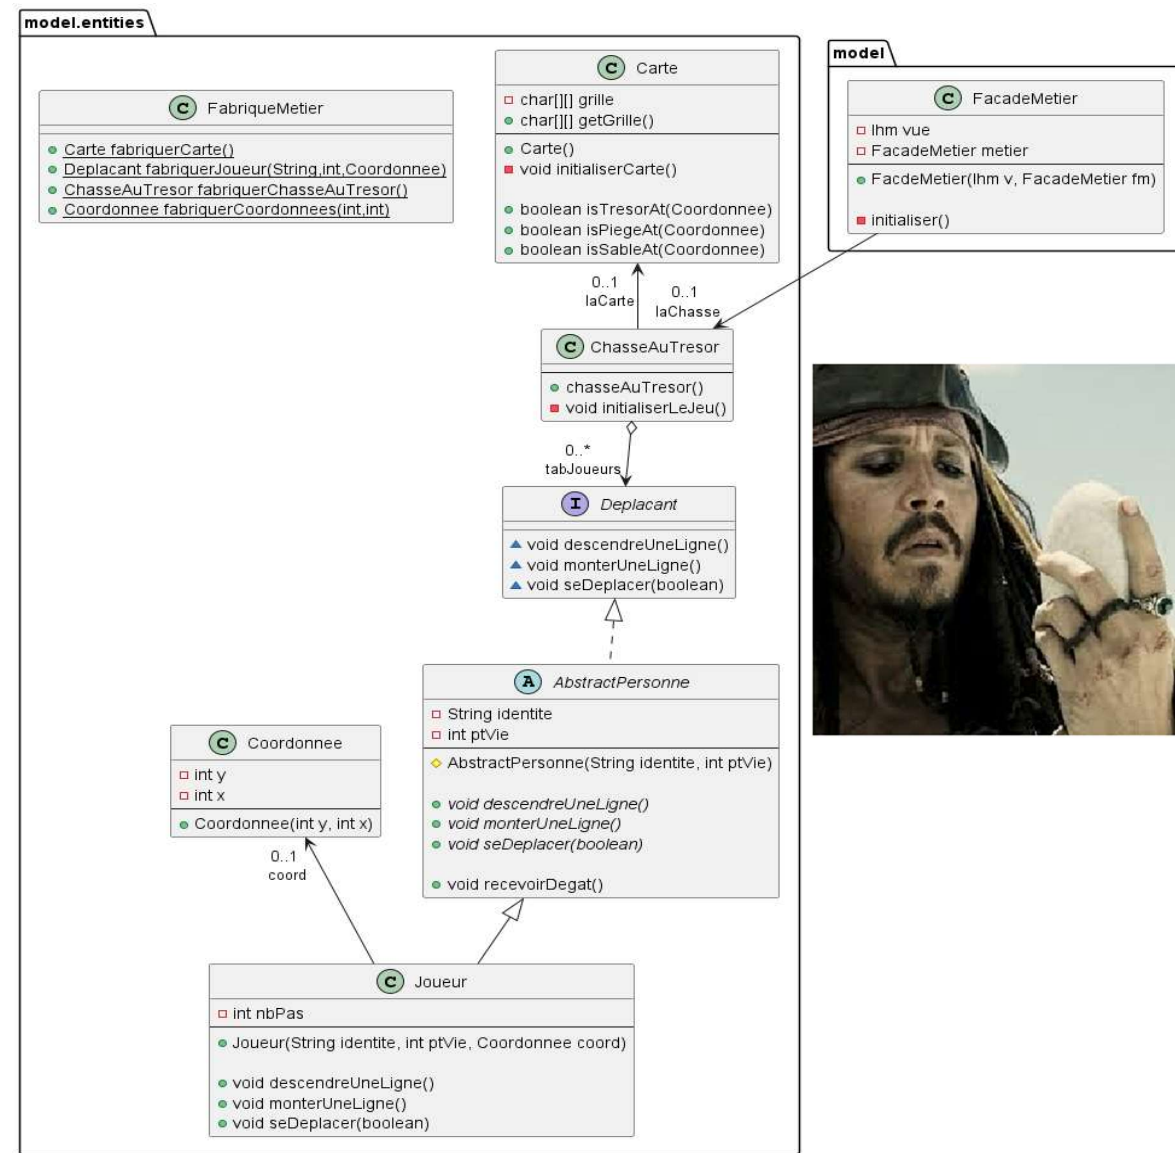 model.entities
C FabriqueMetier
Carte fabriquerCarte()
Deplacant fabriquerJoueur(String,int,Coordonnee)
ChasseAuTresor fabriquerChasseAuTresor()
Coordonnee fabriquerCoordonnees(int,int)
C Carte
char[][] grille
char[][] getGrille()
Carte()
void initialiserCarte()
boolean isTresorAt(Coordonnee)
boolean isPiegeAt(Coordonnee)
boolean isSableAt(Coordonnee)
model
C FacadeMetier
Ihm vue
FacadeMetier metier
FacdeMetier(Ihm v, FacadeMetier fm)
initialiser()
0..1
laCarte
0..1
laChasse
C ChasseAuTresor
chasseAuTresor()
void initialiserLeJeu()
0..*
tabJoueurs
I Deplacant
void descendreUneLigne()
void monterUneLigne()
void seDeplacer(boolean)
A AbstractPersonne
String identite
int ptVie
AbstractPersonne(String identite, int ptVie)
void descendreUneLigne()
void monterUneLigne()
void seDeplacer(boolean)
void recevoirDegat()
C Coordonnee
int y
int x
Coordonnee(int y, int x)
0..1
coord
C Joueur
int nbPas
Joueur(String identite, int ptVie, Coordonnee coord)
void descendreUneLigne()
void monterUneLigne()
void seDeplacer(boolean)